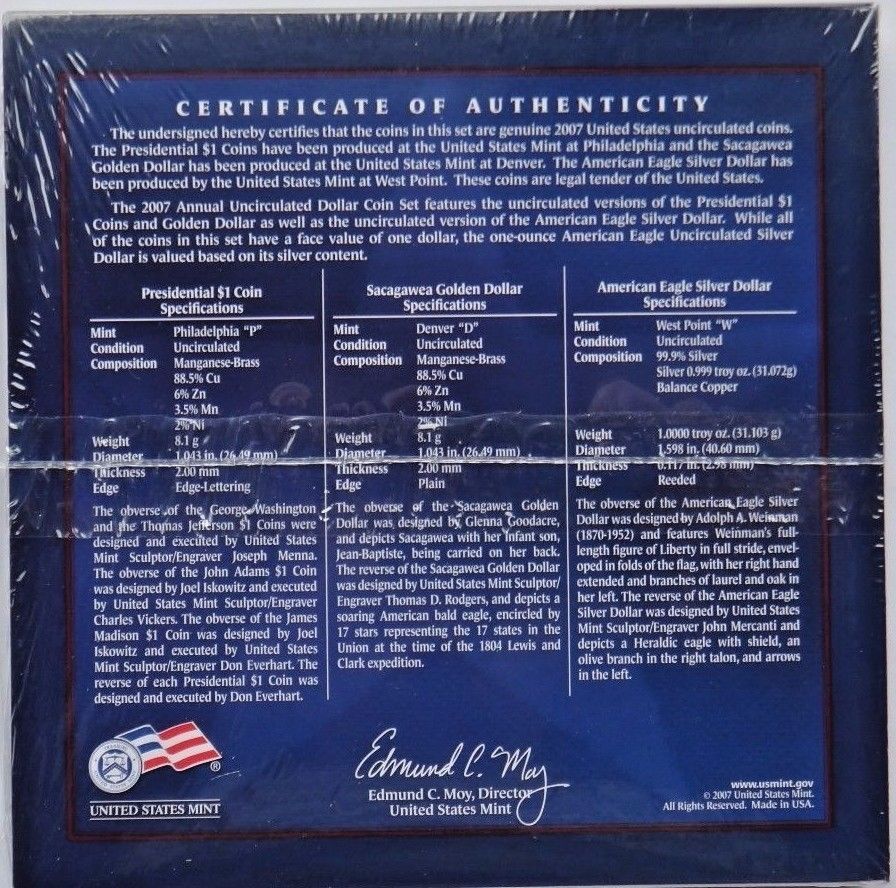 CERTIFICATE OF AUTHENTICITY
The undersigned hereby certifies that the coins in this set are genuine 2007 United States uncirculated coins.
The Presidential $1 Coins have been produced at the United States Mint at Philadelphia and the Sacagawea
Golden Dollar has been produced at the United States Mint at Denver. The American Eagle Silver Dollar has
been produced by the United States Mint at West Point. These coins are legal tender of the United States.
The 2007 Annual Uncirculated Dollar Coin Set features the uncirculated versions of the Presidential $1
Coins and Golden Dollar as well as the uncirculated version of the American Eagle Silver Dollar. While all
of the coins in this set have a face value of one dollar, the one-ounce American Eagle Uncirculated Silver
Dollar is valued based on its silver content.
Presidential $1 Coin
Specifications
Mint Philadelphia "P"
Condition Uncirculated
Composition Manganese-Brass
88.5% Cu
6% Zn
3.5% Mn
2% Ni
Weight 8.1 g
Diameter 1.043 in. (26.49 mm)
Thickness 2.00 mm
Edge Edge-Lettering
The obverse of the George Washington
and the Thomas Jefferson $1 Coins were
designed and executed by United States
Mint Sculptor/Engraver Joseph Menna.
The obverse of the John Adams $1 Coin
was designed by Joel Iskowitz and executed
by United States Mint Sculptor/Engraver
Charles Vickers. The obverse of the James
Madison $1 Coin was designed by Joel
Iskowitz and executed by United States
Mint Sculptor/Engraver Don Everhart. The
reverse of each Presidential $1 Coin was
designed and executed by Don Everhart.
Sacagawea Golden Dollar
Specifications
Mint Denver "D"
Condition Uncirculated
Composition Manganese-Brass
88.5% Cu
6% Zn
3.5% Mn
2% Ni
Weight 8.1 g
Diameter 1.043 in. (26.49 mm)
Thickness 2.00 mm
Edge Plain
The obverse of the Sacagawea Golden
Dollar was designed by Glenna Goodacre,
and depicts Sacagawea with her infant son,
Jean-Baptiste, being carried on her back.
The reverse of the Sacagawea Golden Dollar
was designed by United States Mint Sculptor/
Engraver Thomas D. Rodgers, and depicts a
soaring American bald eagle, encircled by
17 stars representing the 17 states in the
Union at the time of the 1804 Lewis and
Clark expedition.
American Eagle Silver Dollar
Specifications
Mint West Point "W"
Condition Uncirculated
Composition 99.9% Silver
Silver 0.999 troy oz. (31.072g)
Balance Copper
Weight 1.0000 troy oz. (31.103 g)
Diameter 1.598 in. (40.60 mm)
Thickness 0.117 in. (2.98 mm)
Edge Reeded
The obverse of the American Eagle Silver
Dollar was designed by Adolph A. Weinman
(1870-1952) and features Weinman's full-
length figure of Liberty in full stride, envel-
oped in folds of the flag, with her right hand
extended and branches of laurel and oak in
her left. The reverse of the American Eagle
Silver Dollar was designed by United States
Mint Sculptor/Engraver John Mercanti and
depicts a Heraldic eagle with shield, an
olive branch in the right talon, and arrows
in the left.
®
UNITED STATES MINT
Edmund C. Moy
Edmund C. Moy, Director
United States Mint
www.usmint.gov
© 2007 United States Mint.
All Rights Reserved. Made in USA.